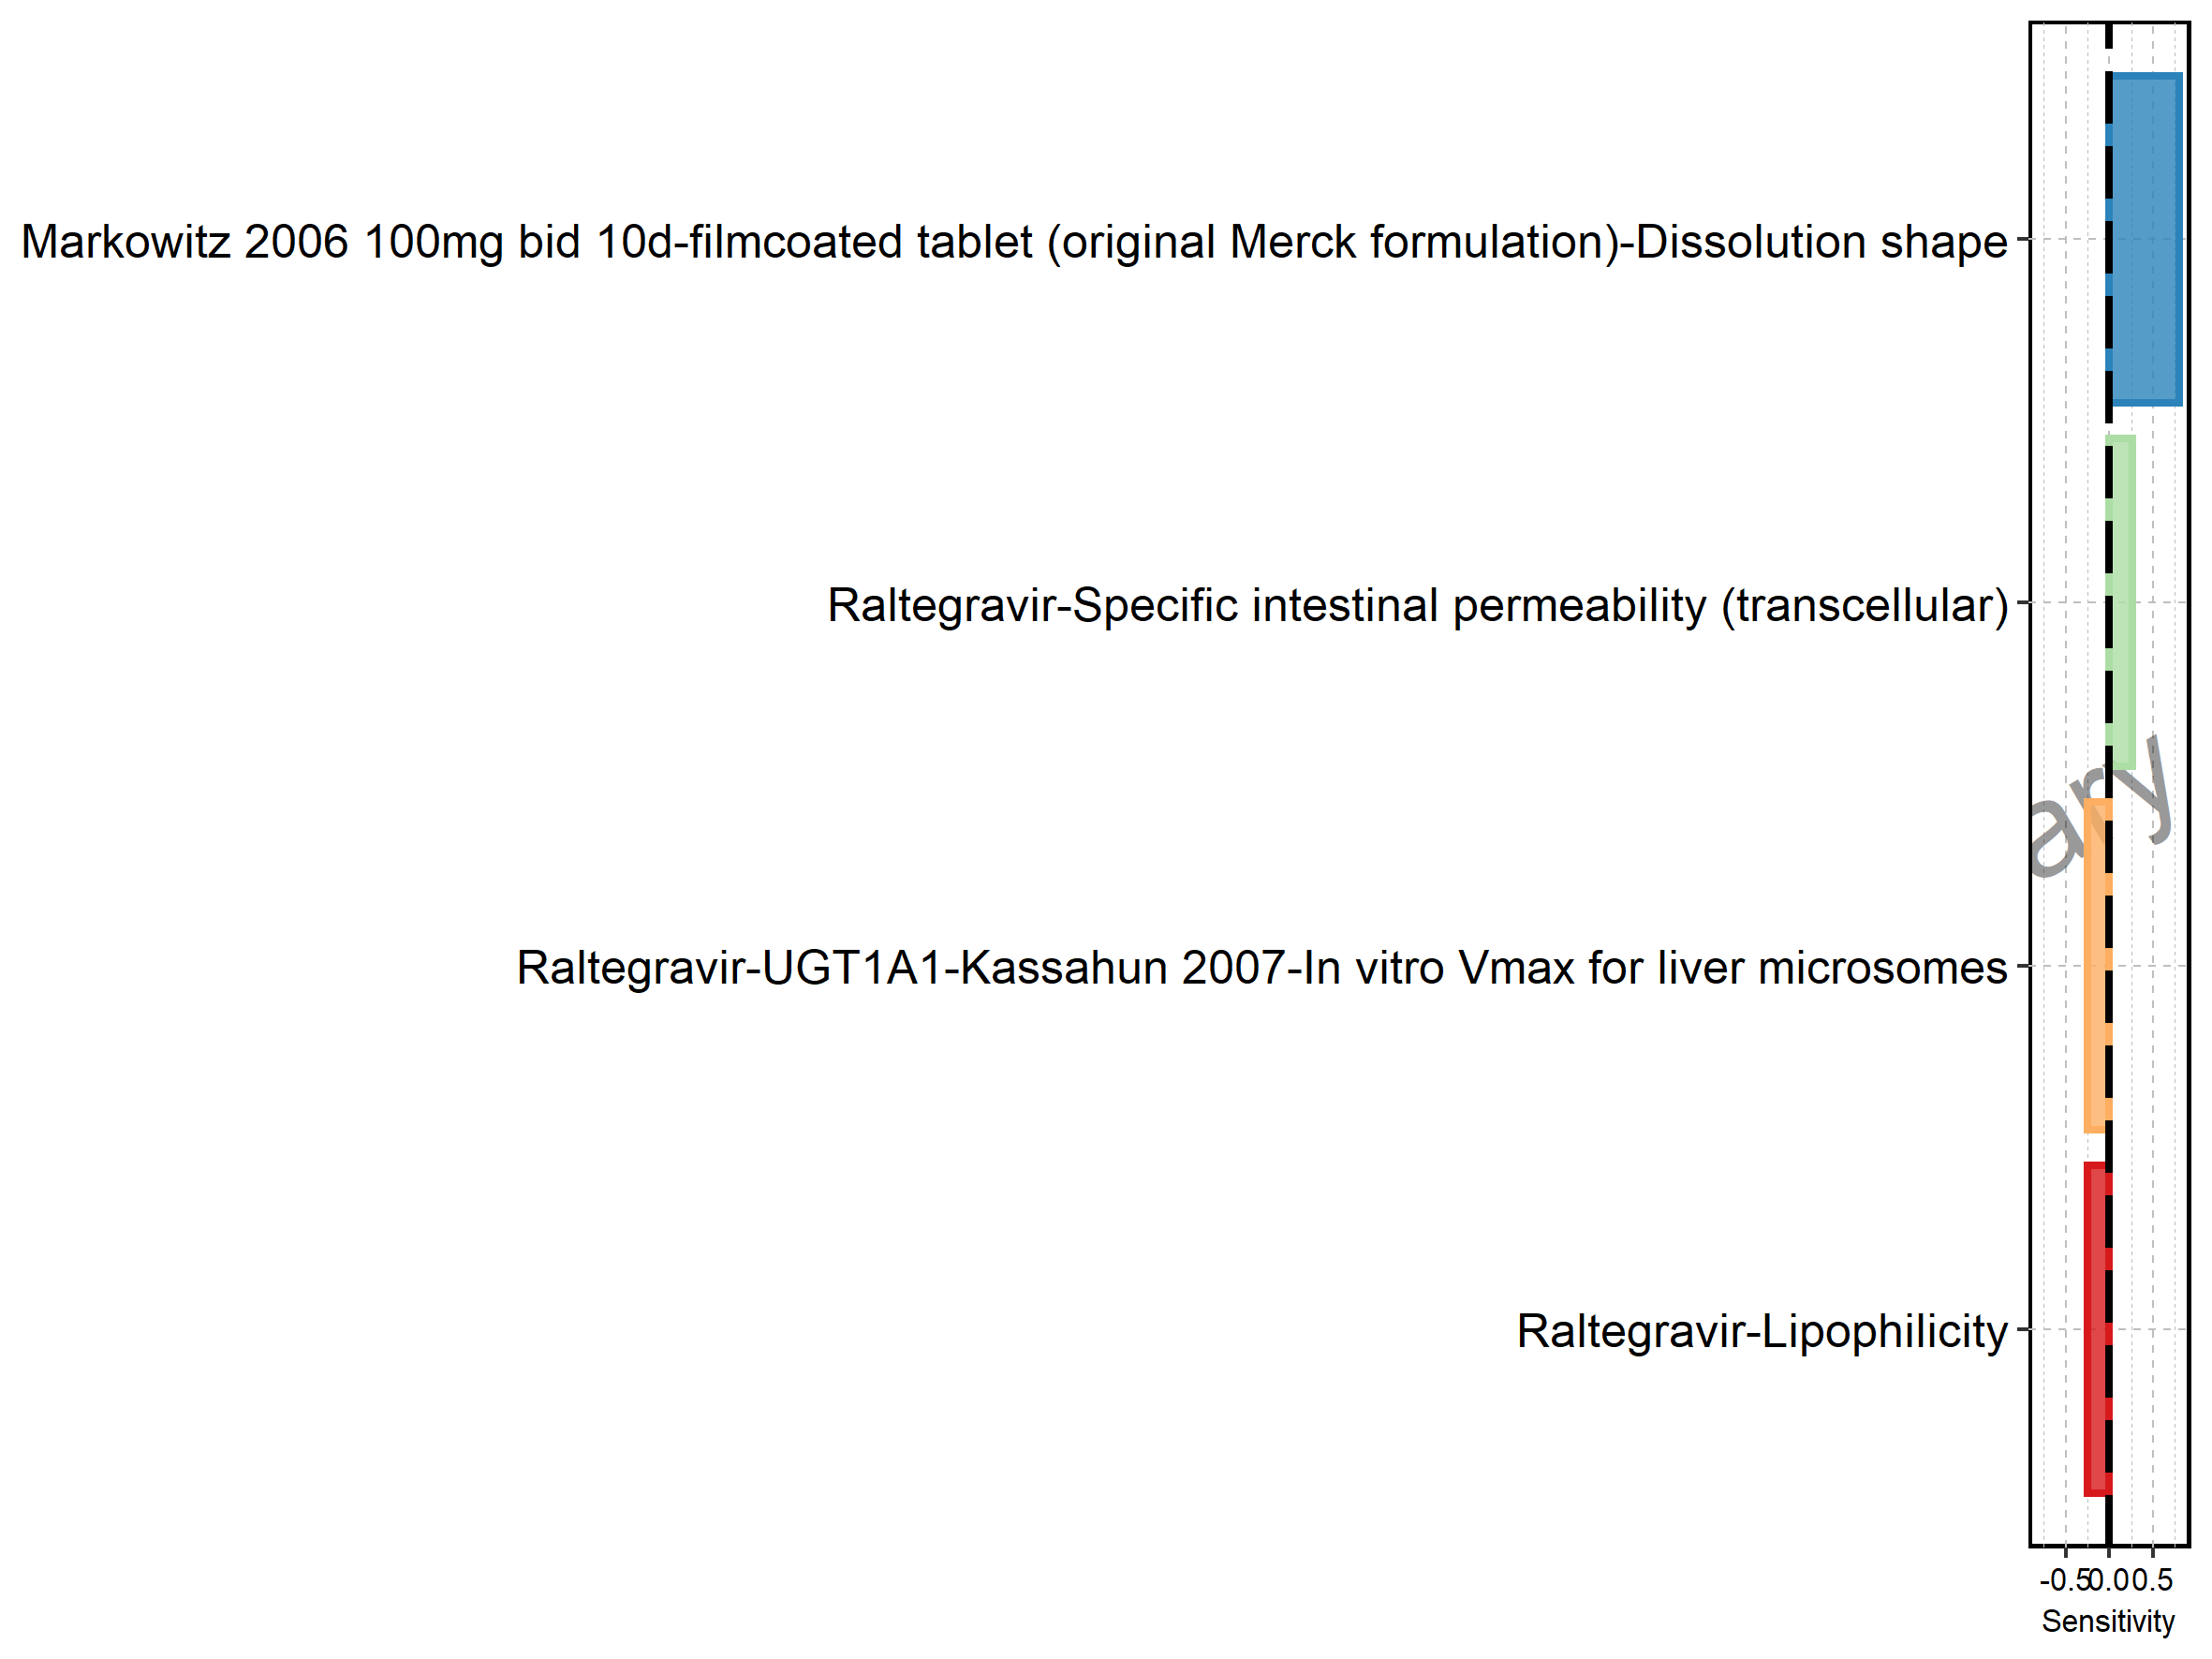 Markowitz 2006 100mg bid 10d-filmcoated tablet (original Merck formulation)-Dissolution shape
Raltegravir-Specific intestinal permeability (transcellular)
ary
Raltegravir-UGT1A1-Kassahun 2007-In vitro Vmax for liver microsomes
Raltegravir-Lipophilicity
-0.5 0.0 0.5
Sensitivity